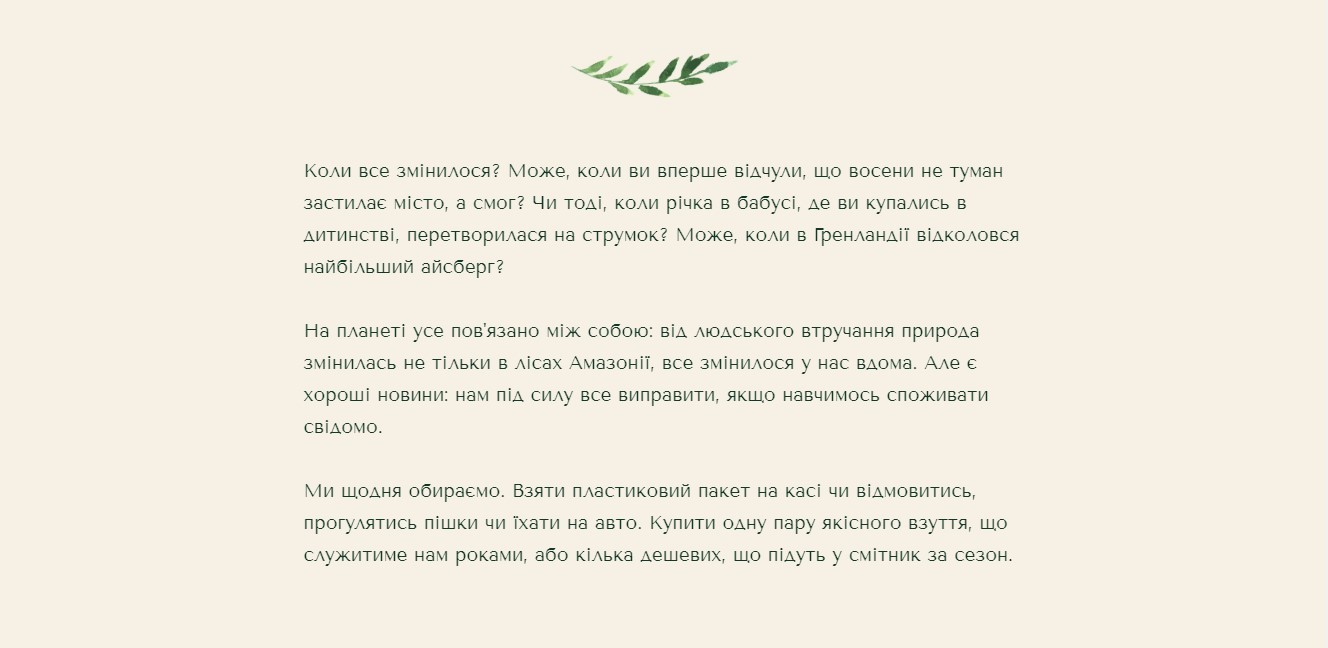 Коли все змінилося? Може, коли ви вперше відчули, що восени не туман
застилає місто, а смог? Чи тоді, коли річка в бабусі, де ви купались в
дитинстві, перетворилася на струмок? Може, коли в Ґренландії відколовся
найбільший айсберг?
На планеті усе пов'язано між собою: від людського втручання природа
змінилась не тільки в лісах Амазонії, все змінилося у нас вдома. Але є
хороші новини: нам під силу все виправити, якщо навчимось споживати
свідомо.
Ми щодня обираємо. Взяти пластиковий пакет на касі чи відмовитись,
прогулятись пішки чи їхати на авто. Купити одну пару якісного взуття, що
служитиме нам роками, або кілька дешевих, що підуть у смітник за сезон.